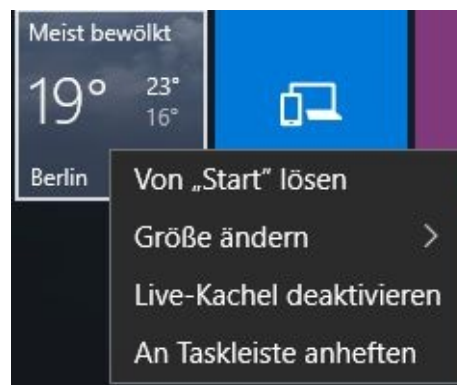 Meist bewölkt
19°
23°
16°
Berlin
Von „Start" lösen
Größe ändern
Live-Kachel deaktivieren
An Taskleiste anheften